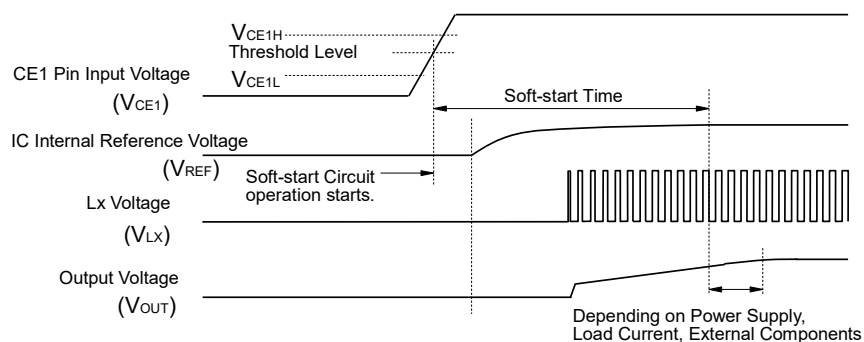 VCE1H
Threshold Level
VCE1L
CE1 Pin Input Voltage
(VCE1)
Soft-start Time
IC Internal Reference Voltage
(VREF)
Soft-start Circuit
operation starts.
Lx Voltage
(VLX)
Output Voltage
(VOUT)
Depending on Power Supply,
Load Current, External Components